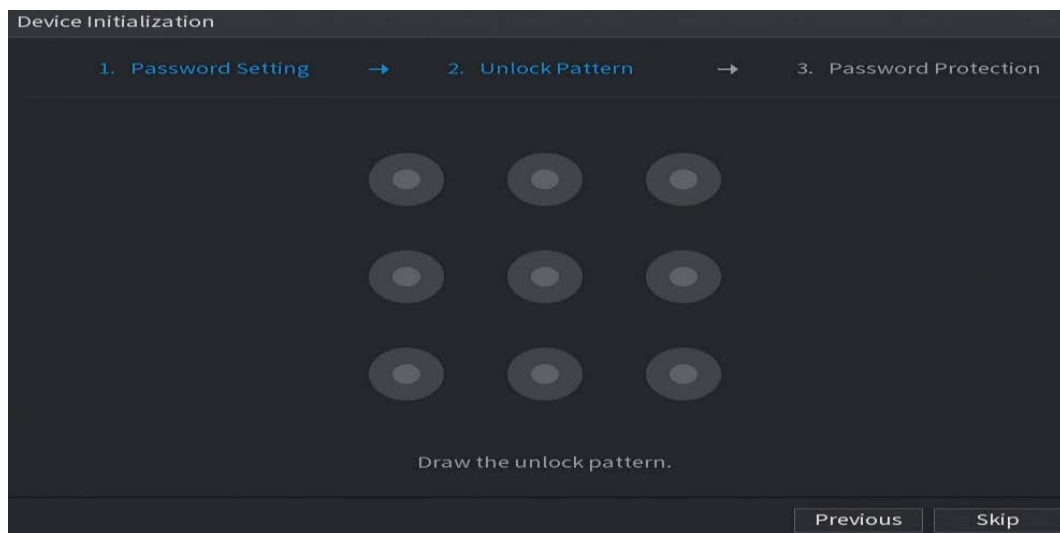 Device Initialization
1. Password Setting → 2. Unlock Pattern → 3. Password Protection
Draw the unlock pattern.
Previous Skip